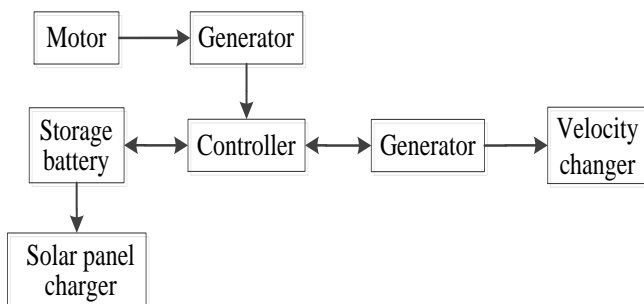 Motor
Generator
Storage
battery
Controller
Generator
Velocity
changer
Solar panel
charger